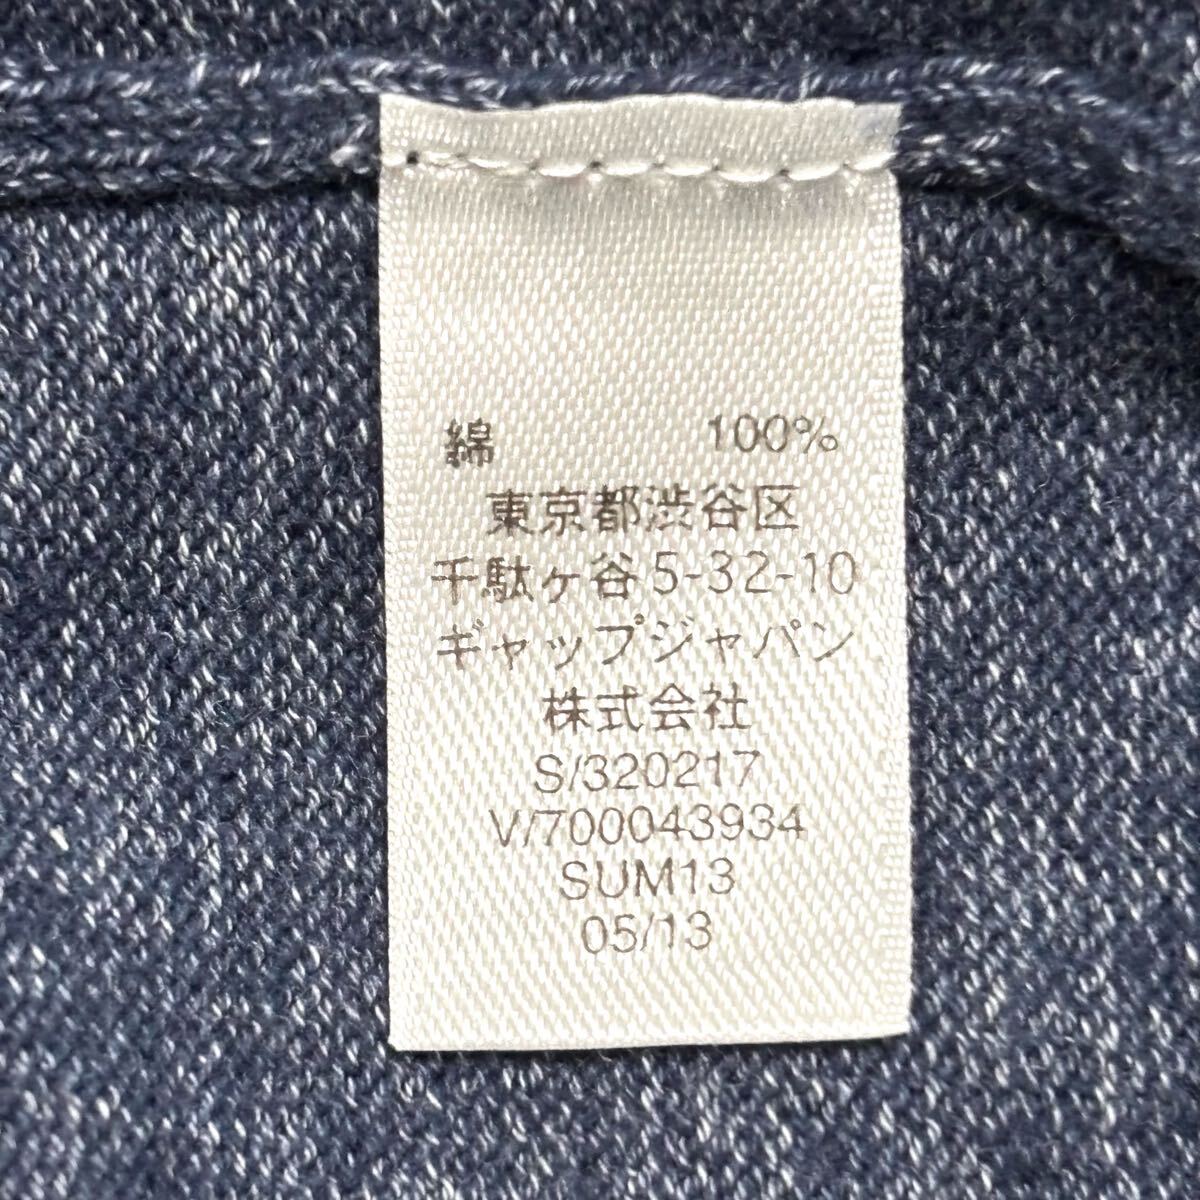 綿 100%
東京都渋谷区
千駄ヶ谷5-32-10
ギャップジャパン
株式会社
S/320217
V/700043934
SUM13
05/13